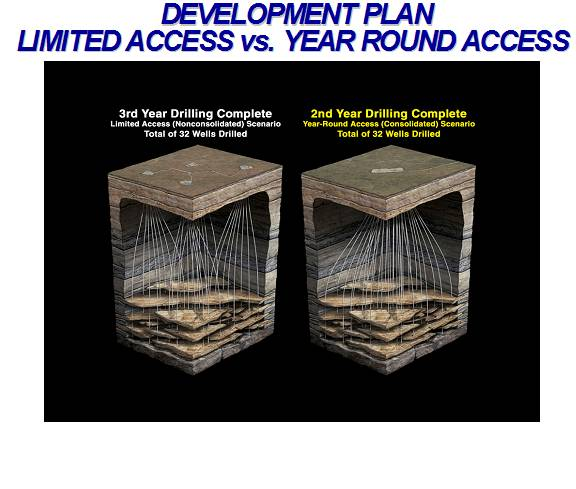 DEVELOPMENT PLAN
LIMITED ACCESS vs. YEAR ROUND ACCESS
3rd Year Drilling Complete
Limited Access (Nonconsolidated) Scenario
Total of 32 Wells Drilled
2nd Year Drilling Complete
Year-Round Access (Consolidated) Scenario
Total of 32 Wells Drilled